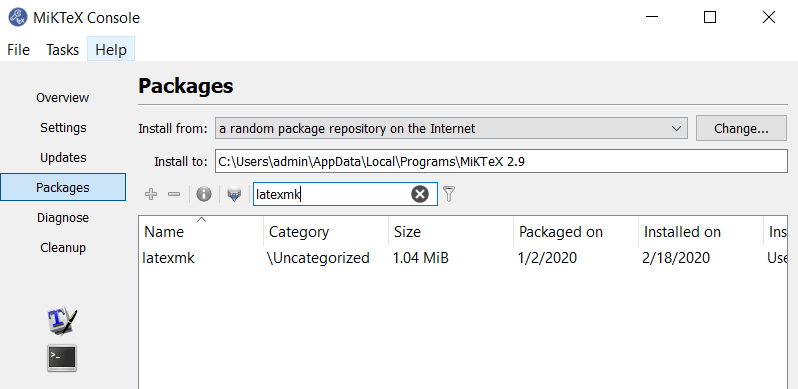 MiKTeX Console
File Tasks Help
Overview
Settings
Updates
Packages
Diagnose
Cleanup
Packages
Install from: a random package repository on the Internet Change...
Install to: C:\Users\admin\AppData\Local\Programs\MiKTeX 2.9
latexmk
Name Category Size Packaged on Installed on Ins
latexmk \Uncategorized 1.04 MiB 1/2/2020 2/18/2020 Use
T
>_